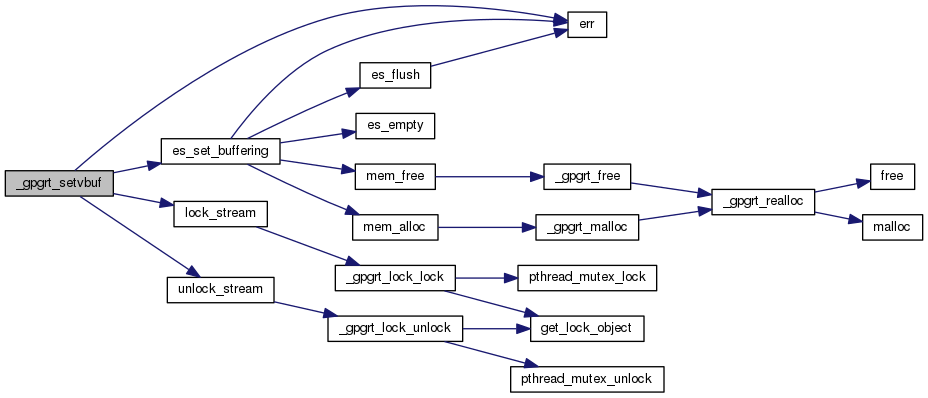 err
es_flush
es_empty
es_set_buffering
mem_free
_gpgrt_free
free
_gpgrt_setvbuf
_gpgrt_realloc
lock_stream
mem_alloc
_gpgrt_malloc
malloc
_gpgrt_lock_lock
pthread_mutex_lock
unlock_stream
_gpgrt_lock_unlock
get_lock_object
pthread_mutex_unlock